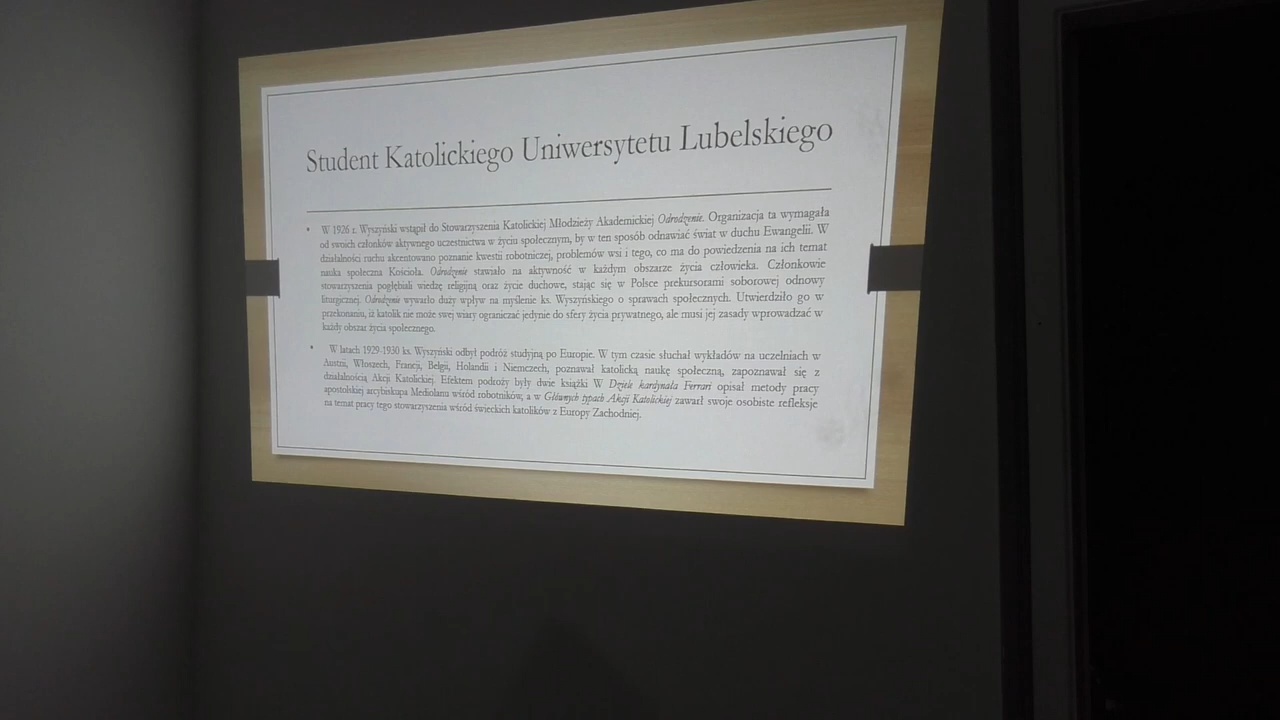 Student Katolickiego Uniwersytetu Lubelskiego
• W 1926 r. Wyszyński wstąpił do Stowarzyszenia Katolickiej Młodzieży Akademickiej Odrodzenie. Organizacja ta wymagała
od swoich członków aktywnego uczestnictwa w życiu społecznym, by w ten sposób odnawiać świat w duchu Ewangelii. W
działalności ruchu akcentowano poznanie kwestii robotniczej, problemów wsi i tego, co ma do powiedzenia na ich temat
nauka społeczna Kościoła. Odrodzenie stawiało na aktywność w każdym obszarze życia człowieka. Członkowie
stowarzyszenia pogłębiali wiedzę religijną oraz życie duchowe, stając się w Polsce prekursorami soborowej odnowy
liturgicznej. Odrodzenie wywarło duży wpływ na myślenie ks. Wyszyńskiego o sprawach społecznych. Utwierdziło go w
przekonaniu, iż katolik nie może swej wiary ograniczać jedynie do sfery życia prywatnego, ale musi jej zasady wprowadzać w
każdy obszar życia społecznego.
• W latach 1929-1930 ks. Wyszyński odbył podróż studyjną po Europie. W tym czasie słuchał wykładów na uczelniach w
Austrii, Włoszech, Francji, Belgii, Holandii i Niemczech, poznawał katolicką naukę społeczną, zapoznawał się z
działalnością Akcji Katolickiej. Efektem podroży były dwie książki W Dziele kardynała Ferrari opisał metody pracy
apostolskiej arcybiskupa Mediolanu wśród robotników, a w Głównych typach Akcji Katolickiej zawarł swoje osobiste refleksje
na temat pracy tego stowarzyszenia wśród świeckich katolików z Europy Zachodniej.